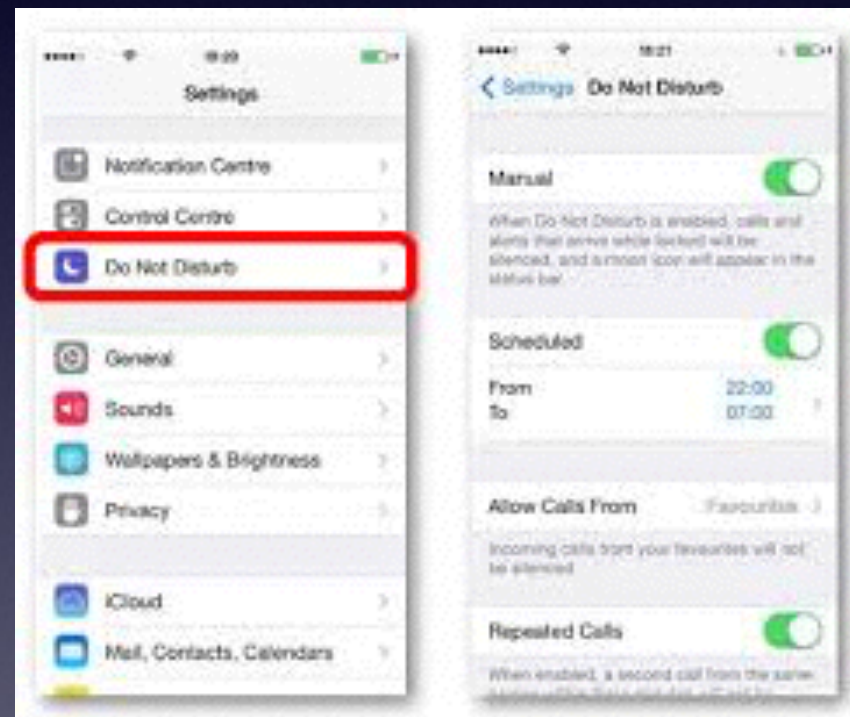 Settings
Notification Centre
Control Centre
Do Not Disturb
General
Sounds
Wallpapers & Brightness
Privacy
iCloud
Mail, Contacts, Calendars
18:21
Settings Do Not Disturb
Manual
When Do Not Disturb is enabled, calls and
alerts that arrive while locked will be
silenced, and a moon icon will appear in the
status bar.
Scheduled
From 22:00
To 07:00
Allow Calls From Favourites
Incoming calls from your favourites will not
be silenced
Repeated Calls
When enabled, a second call from the same